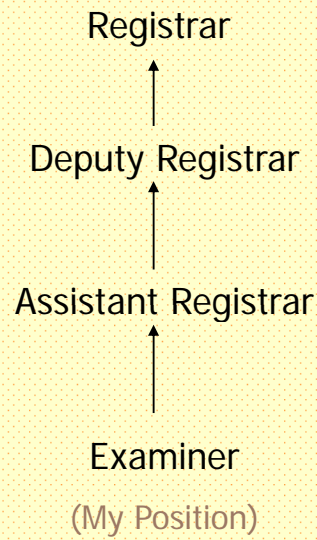 Registrar
Deputy Registrar
Assistant Registrar
Examiner
(My Position)